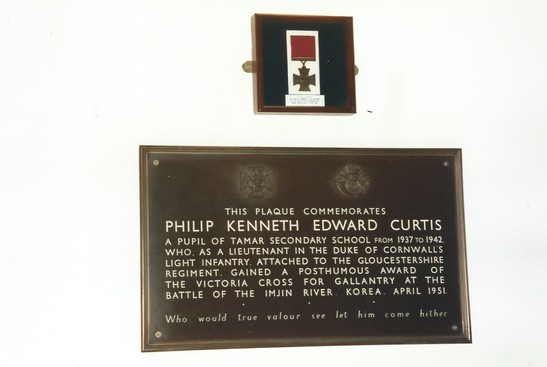 THIS PLAQUE COMMEMORATES
PHILIP KENNETH EDWARD CURTIS
A PUPIL OF TAMAR SECONDARY SCHOOL FROM 1937 TO 1942.
WHO, AS A LIEUTENANT IN THE DUKE OF CORNWALL'S
LIGHT INFANTRY, ATTACHED TO THE GLOUCESTERSHIRE
REGIMENT, GAINED A POSTHUMOUS AWARD OF
THE VICTORIA CROSS FOR GALLANTRY AT THE
BATTLE OF THE IMJIN RIVER, KOREA, APRIL 1951.
Who would true valour see let him come hither